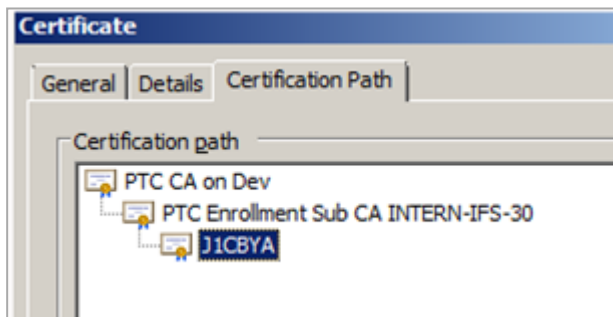 Certificate
General Details Certification Path
Certification path
PTC CA on Dev
PTC Enrollment Sub CA INTERN-IFS-30
J1CBYA